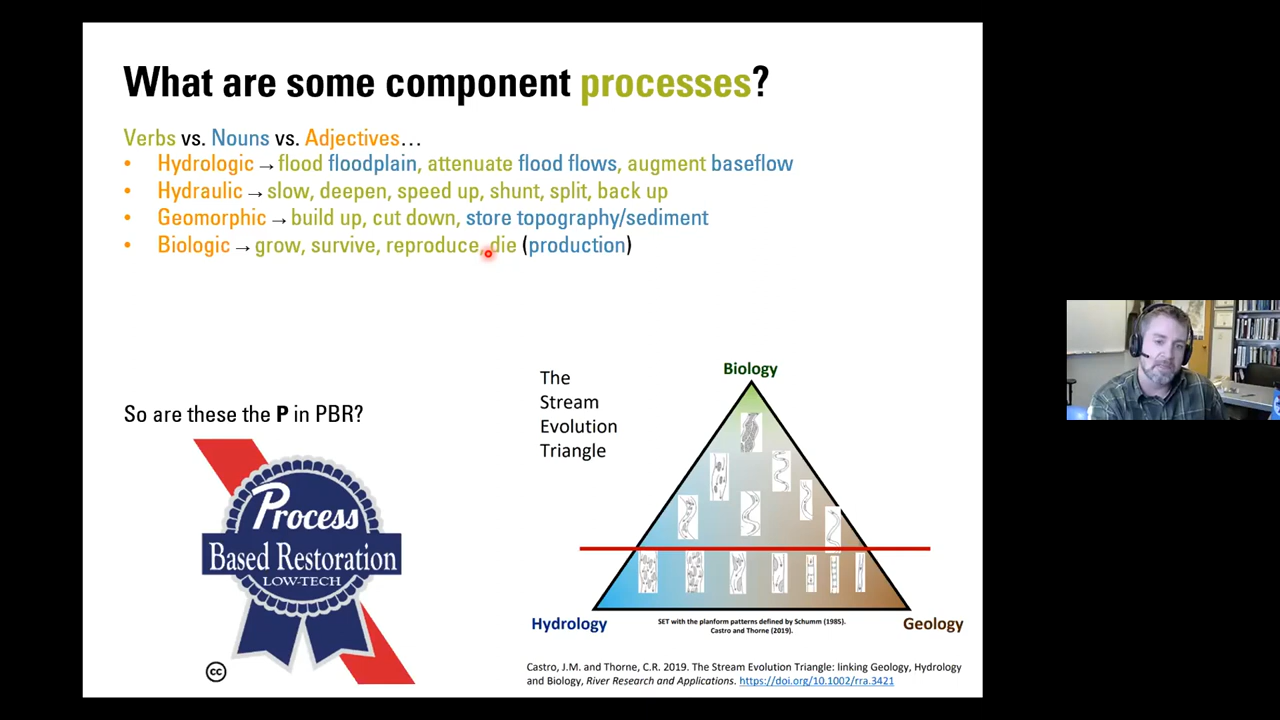 What are some component processes?
Verbs vs. Nouns vs. Adjectives…
• Hydrologic → flood floodplain, attenuate flood flows, augment baseflow
• Hydraulic → slow, deepen, speed up, shunt, split, back up
• Geomorphic → build up, cut down, store topography/sediment
• Biologic → grow, survive, reproduce, die (production)
So are these the P in PBR?
Process
Based Restoration
LOW-TECH
cc
The
Stream
Evolution
Triangle
Biology
Hydrology
Geology
SET with the planform patterns defined by Schumm (1985).
Castro and Thorne (2019).
Castro, J.M. and Thorne, C.R. 2019. The Stream Evolution Triangle: linking Geology, Hydrology
and Biology, River Research and Applications. https://doi.org/10.1002/rra.3421